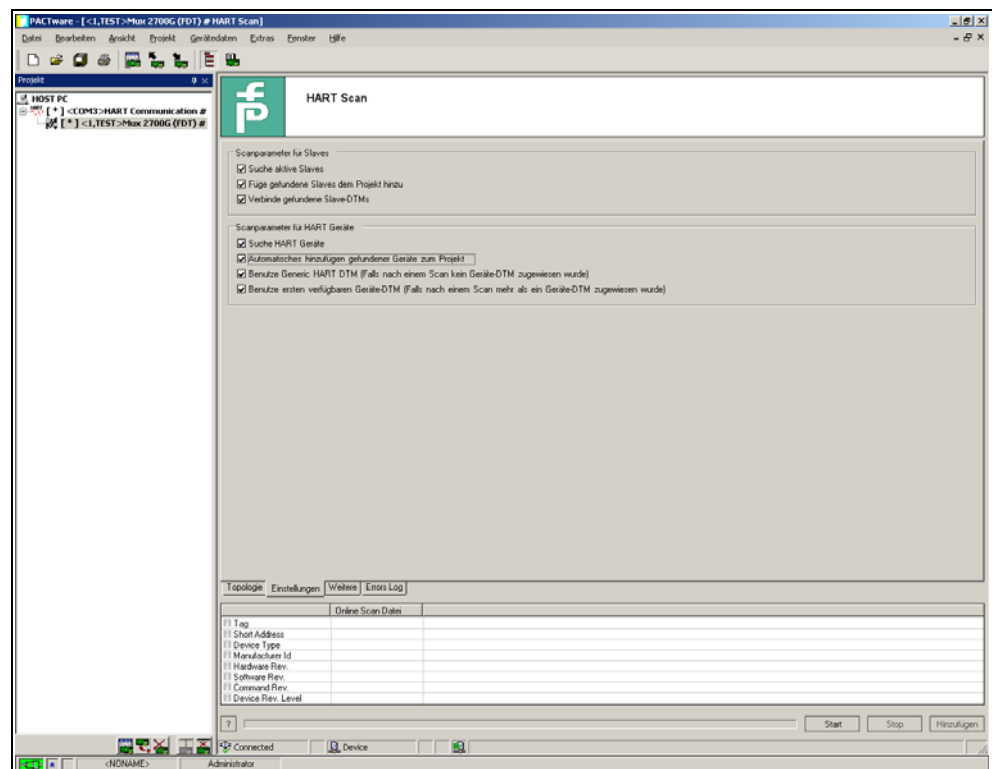 PACTware - [<1,TEST>Mux 2700G (FDT) # HART Scan]
Datei Bearbeiten Ansicht Projekt Gerätedaten Extras Fenster Hilfe
Projekt
HOST PC
[ * ] <COM3>HART Communication #
[ * ] <1,TEST>Mux 2700G (FDT) #
HART Scan
Scanparameter für Slaves
Suche aktive Slaves
Füge gefundene Slaves dem Projekt hinzu
Verbinde gefundene Slave-DTMs
Scanparameter für HART Geräte
Suche HART Geräte
Automatisches hinzufügen gefundener Geräte zum Projekt
Benutze Generic HART DTM (Falls nach einem Scan kein Geräte-DTM zugewiesen wurde)
Benutze ersten verfügbaren Geräte-DTM (Falls nach einem Scan mehr als ein Geräte-DTM zugewiesen wurde)
Topologie Einstellungen Weitere Errors Log
Online Scan Datei
Tag
Short Address
Device Type
Manufacturer Id
Hardware Rev.
Software Rev.
Command Rev.
Device Rev. Level
? Start Stop Hinzufügen
Connected Device
<NONAME> Administrator